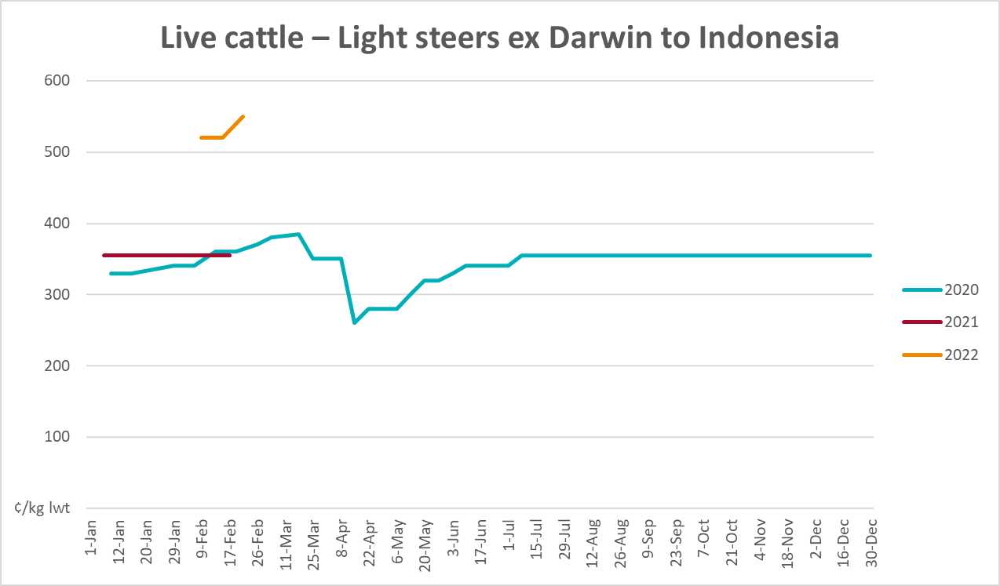 Live cattle – Light steers ex Darwin to Indonesia
600
500
400
300
200
100
¢/kg lwt
1-Jan
12-Jan
20-Jan
29-Jan
9-Feb
17-Feb
26-Feb
11-Mar
25-Mar
8-Apr
22-Apr
6-May
20-May
3-Jun
17-Jun
1-Jul
15-Jul
29-Jul
12-Aug
26-Aug
9-Sep
23-Sep
7-Oct
21-Oct
4-Nov
18-Nov
2-Dec
16-Dec
30-Dec
2020
2021
2022